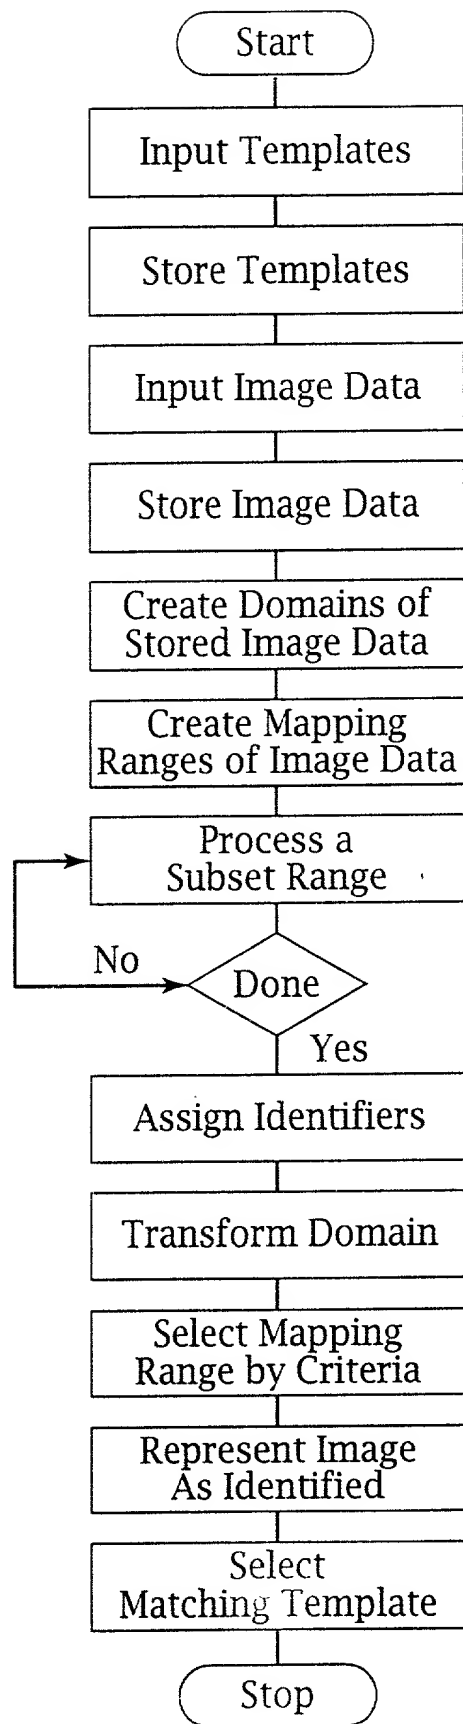 Start
Input Templates
Store Templates
Input Image Data
Store Image Data
Create Domains of
Stored Image Data
Create Mapping
Ranges of Image Data
Process a
Subset Range
No
Done
Yes
Assign Identifiers
Transform Domain
Select Mapping
Range by Criteria
Represent Image
As Identified
Select
Matching Template
Stop